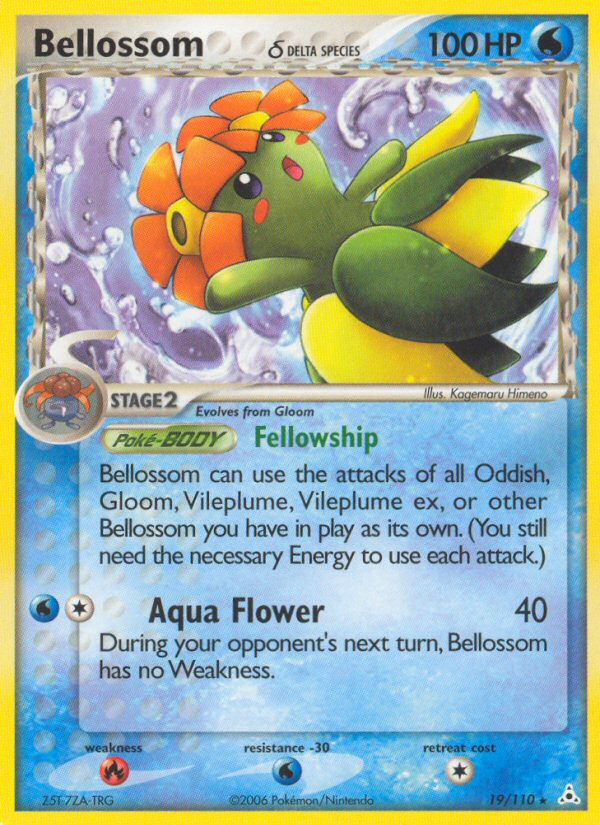 Bellossom δ DELTA SPECIES 100 HP
Illus. Kagemaru Himeno
STAGE2
Evolves from Gloom
Poké-BODY Fellowship
Bellossom can use the attacks of all Oddish,
Gloom, Vileplume, Vileplume ex, or other
Bellossom you have in play as its own. (You still
need the necessary Energy to use each attack.)
Aqua Flower 40
During your opponent's next turn, Bellossom
has no Weakness.
weakness resistance -30 retreat cost
Z5T-7ZA-TRG ©2006 Pokémon/Nintendo 19/110 ★